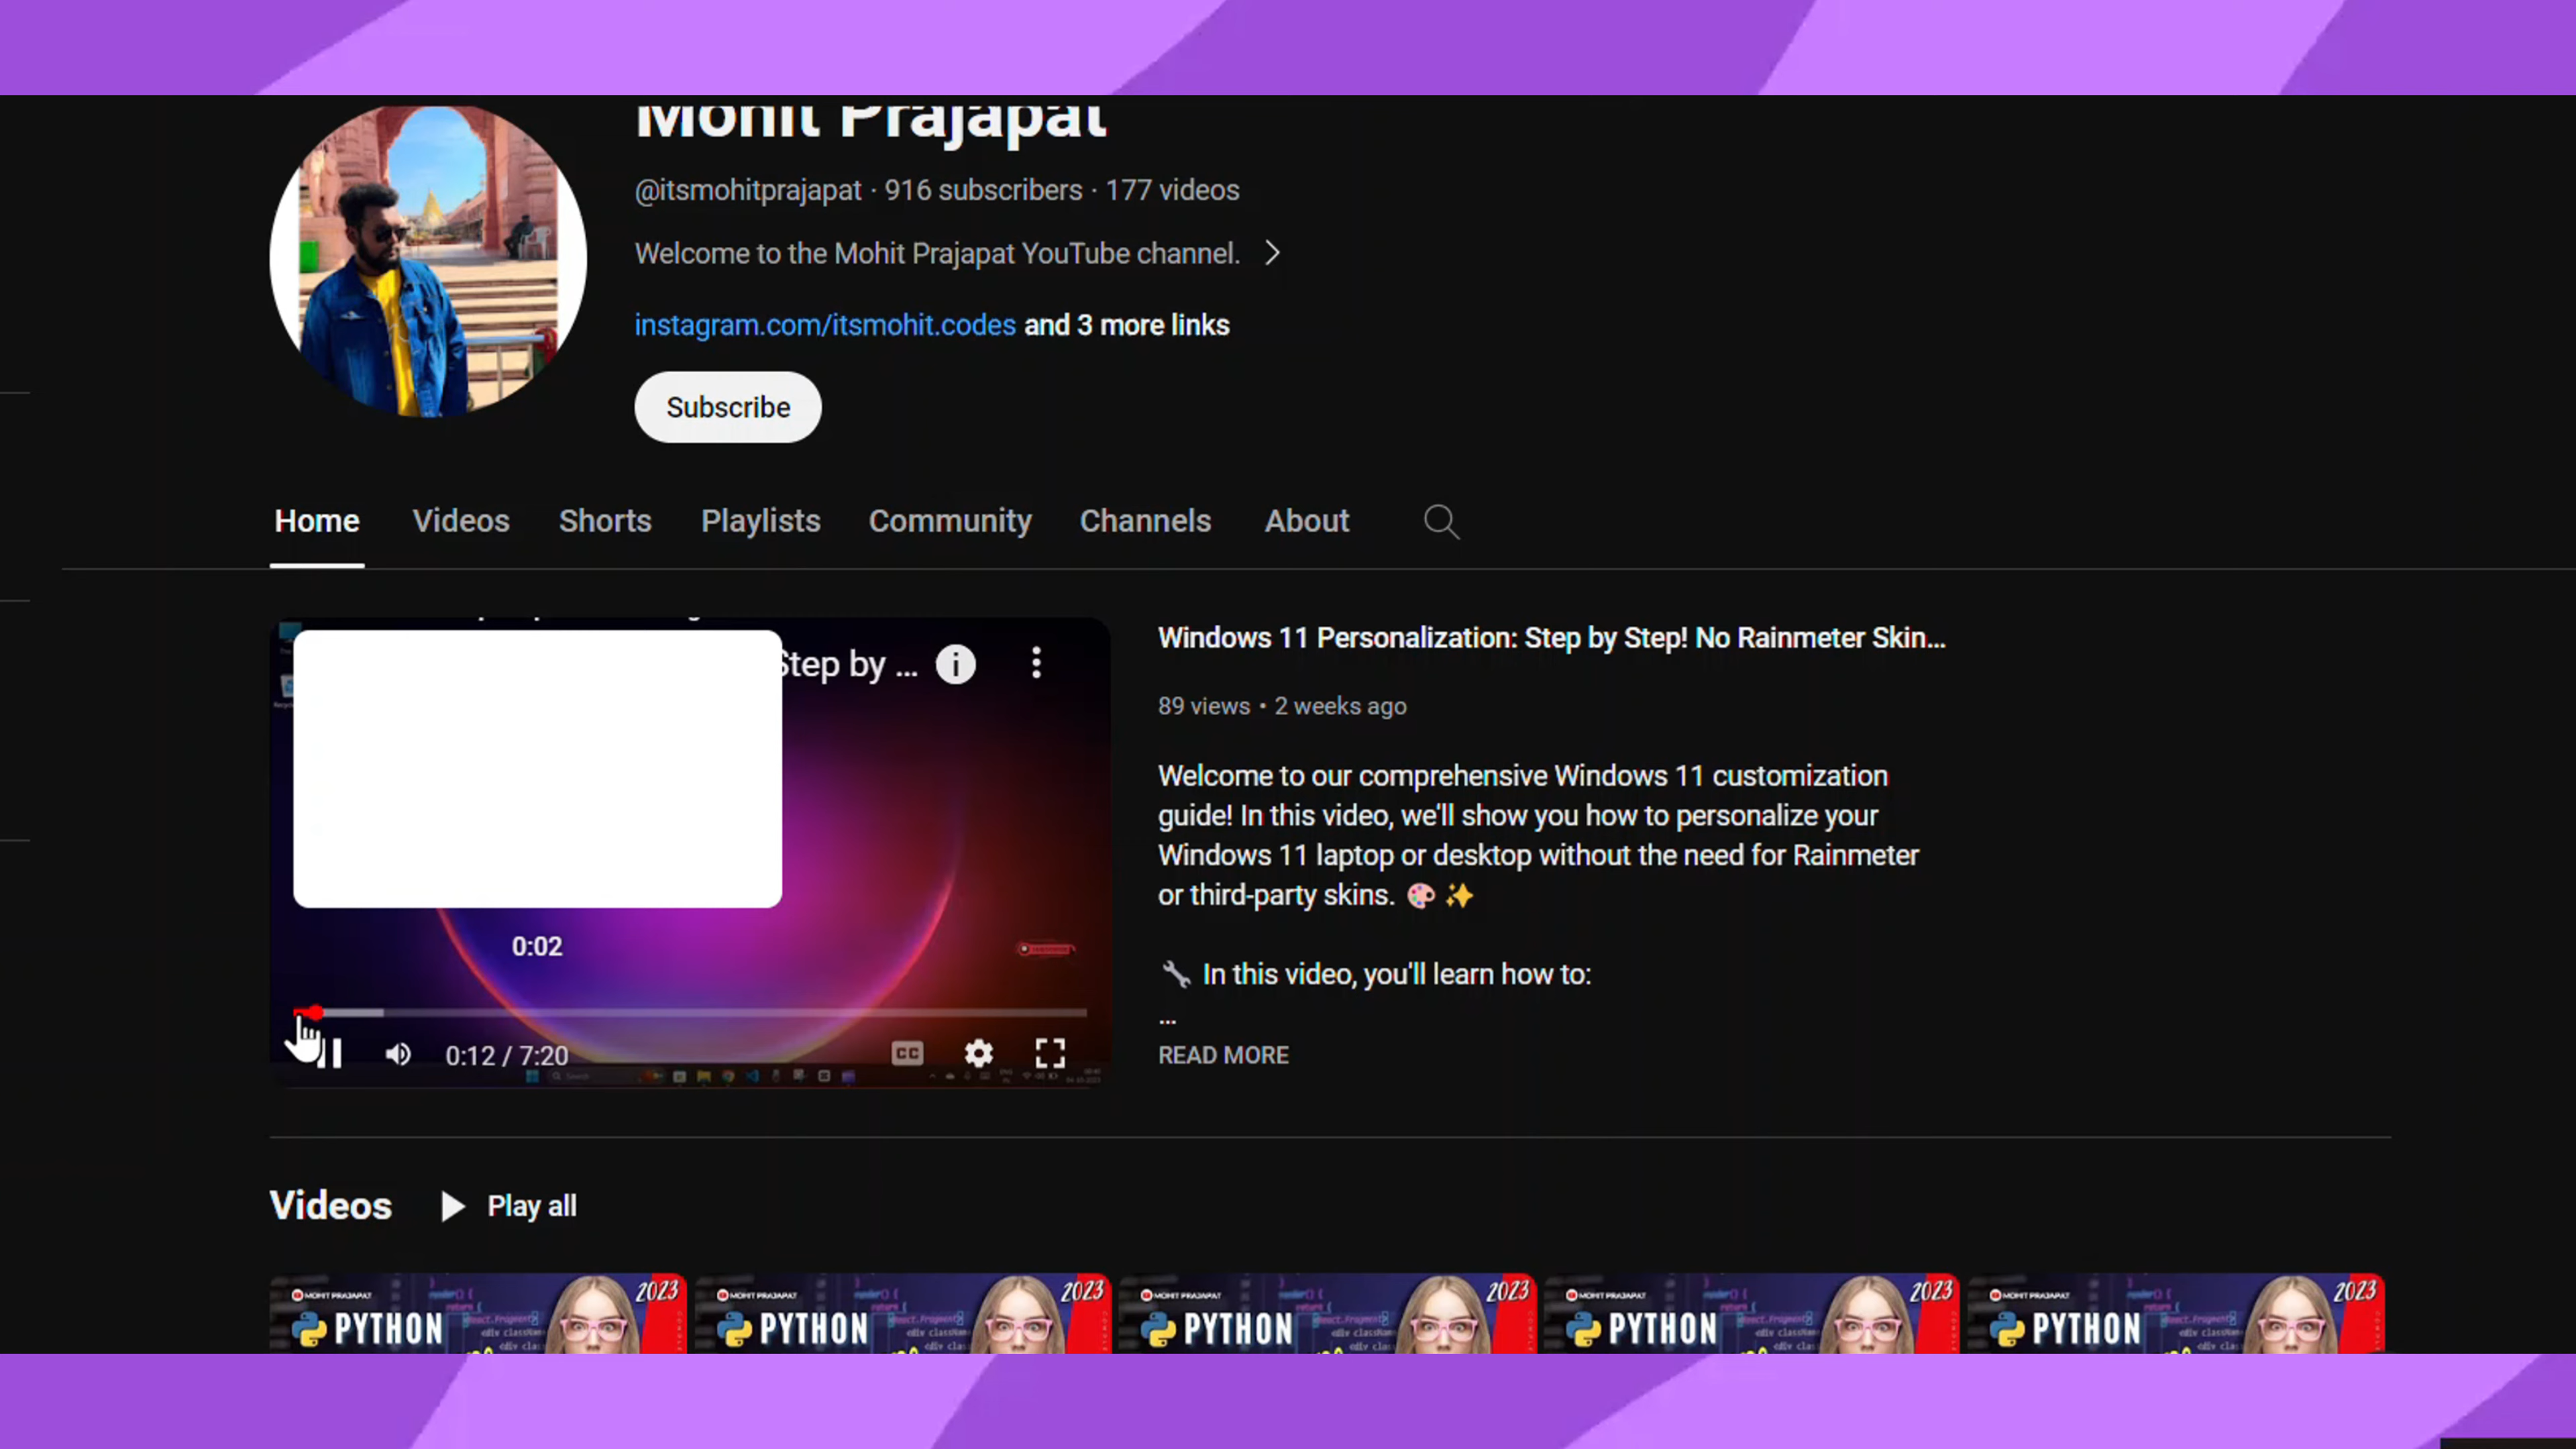 Mohit Prajapat
@itsmohitprajapat · 916 subscribers · 177 videos
Welcome to the Mohit Prajapat YouTube channel.
instagram.com/itsmohit.codes and 3 more links
Subscribe
Home Videos Shorts Playlists Community Channels About
Step by ...
0:02
0:12 / 7:20
CC
Windows 11 Personalization: Step by Step! No Rainmeter Skin...
89 views • 2 weeks ago
Welcome to our comprehensive Windows 11 customization
guide! In this video, we'll show you how to personalize your
Windows 11 laptop or desktop without the need for Rainmeter
or third-party skins. 🎨 ✨
🔧 In this video, you'll learn how to:
...
READ MORE
Videos Play all
MOHIT PRAJAPAT 2023
PYTHON
MOHIT PRAJAPAT 2023
PYTHON
MOHIT PRAJAPAT 2023
PYTHON
MOHIT PRAJAPAT 2023
PYTHON
MOHIT PRAJAPAT 2023
PYTHON